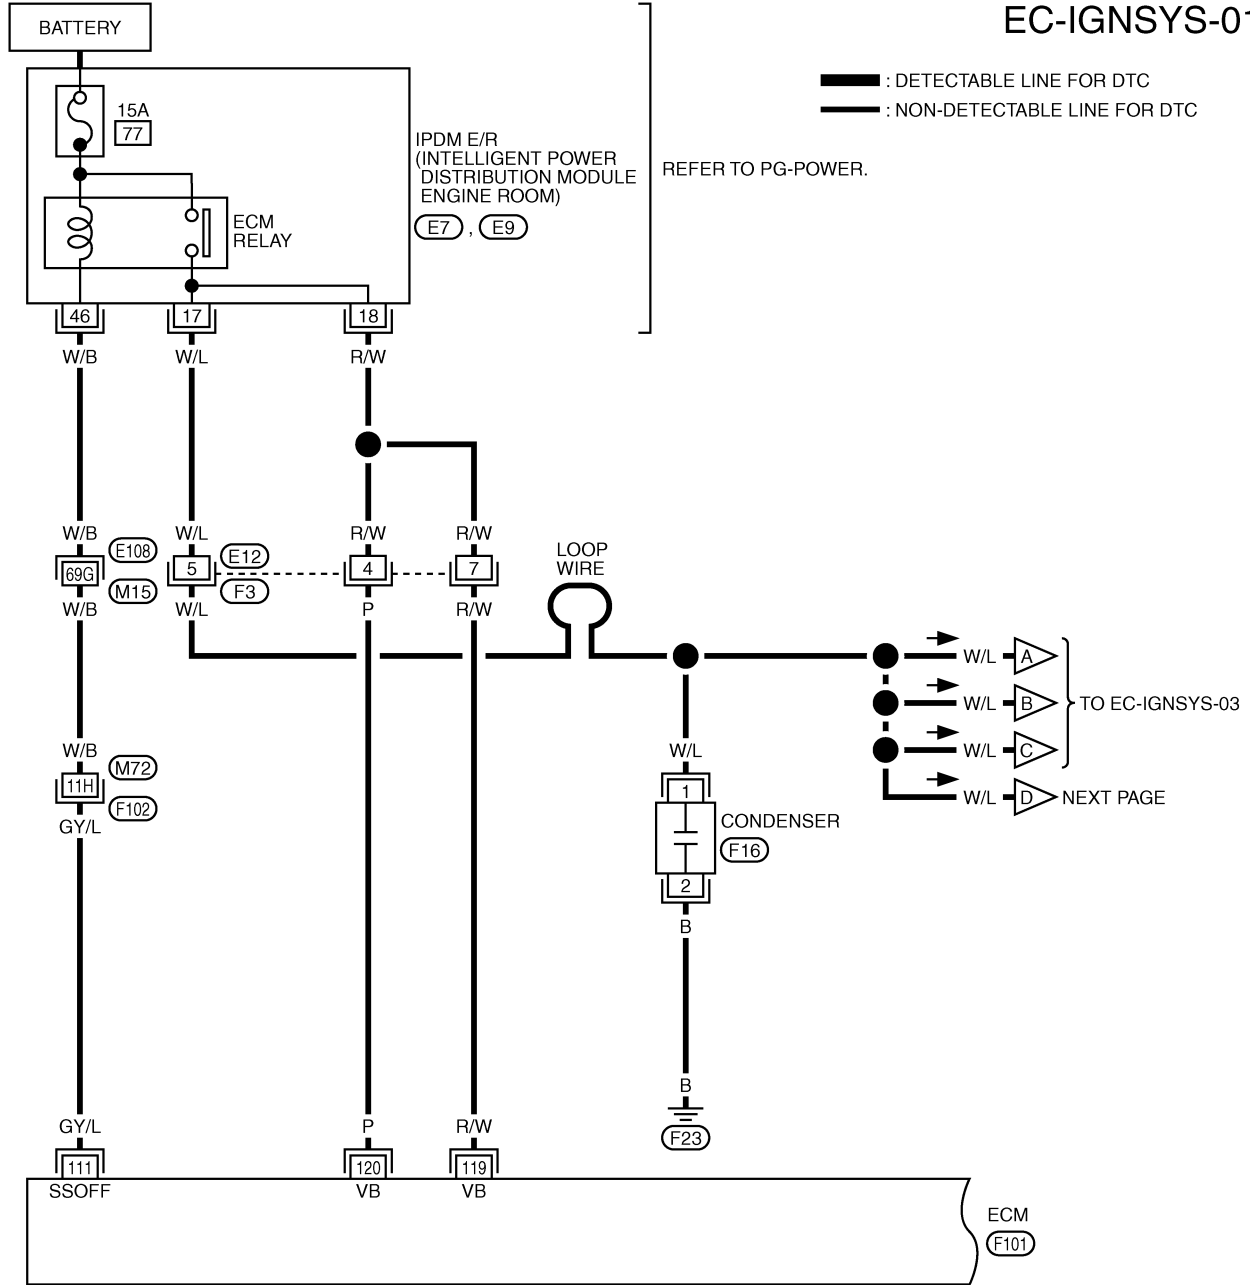 EC-IGNSYS-01
BATTERY
: DETECTABLE LINE FOR DTC
: NON-DETECTABLE LINE FOR DTC
15A
77
IPDM E/R
(INTELLIGENT POWER
DISTRIBUTION MODULE
ENGINE ROOM)
E7 , E9
REFER TO PG-POWER.
ECM
RELAY
46 17 18
W/B W/L R/W
W/B W/L R/W R/W
E108 E12
69G 5 4 7
M15 F3
W/B W/L P R/W
LOOP
WIRE
W/L A
W/L B
TO EC-IGNSYS-03
W/L C
W/L D NEXT PAGE
W/B
M72
11H
F102
GY/L
W/L
1
CONDENSER
F16
2
B
B
F23
GY/L P R/W
111 120 119
SSOFF VB VB
ECM
F101